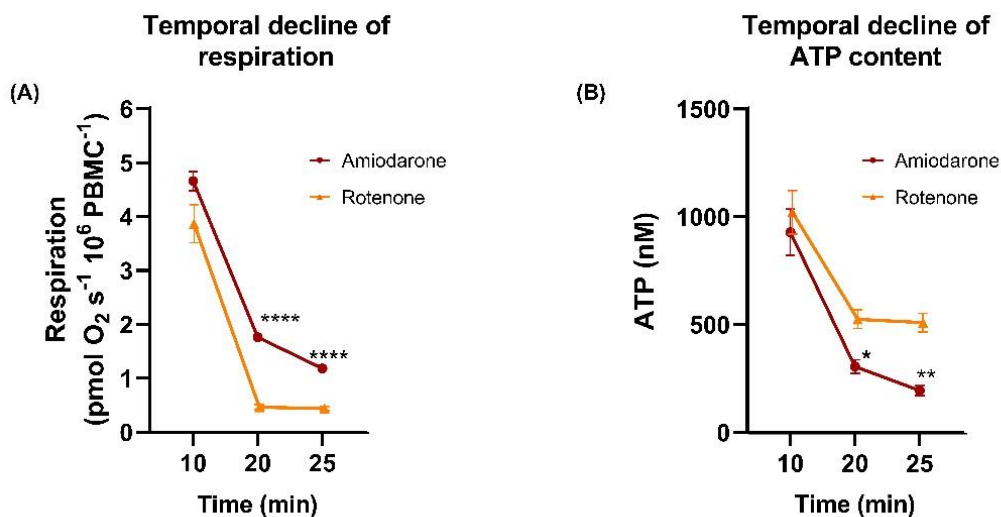 Temporal decline of
respiration
(A)
6
5
4
3
2
1
0
Respiration
(pmol O₂ s⁻¹ 10⁶ PBMC⁻¹)
Amiodarone
Rotenone
****
****
10 20 25
Time (min)
Temporal decline of
ATP content
(B)
1500
1000
500
0
ATP (nM)
Amiodarone
Rotenone
*
**
10 20 25
Time (min)